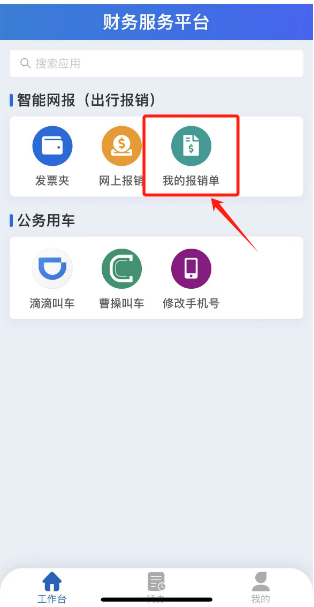 财务服务平台
搜索应用
智能网报（出行报销）
发票夹 网上报销 我的报销单
公务用车
滴滴叫车 曹操叫车 修改手机号
工作台 我的